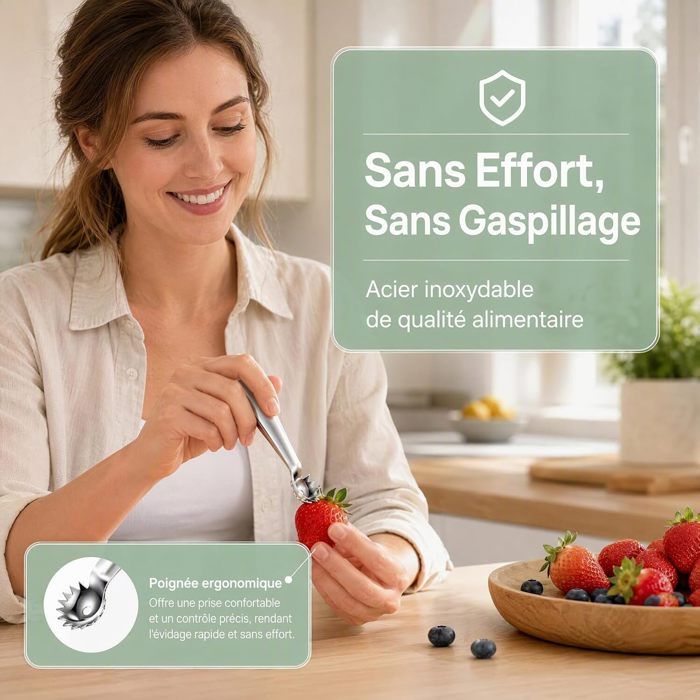 Sans Effort,
Sans Gaspillage
Acier inoxydable
de qualité alimentaire
Poignée ergonomique
Offre une prise confortable
et un contrôle précis, rendant
l'évidage rapide et sans effort.